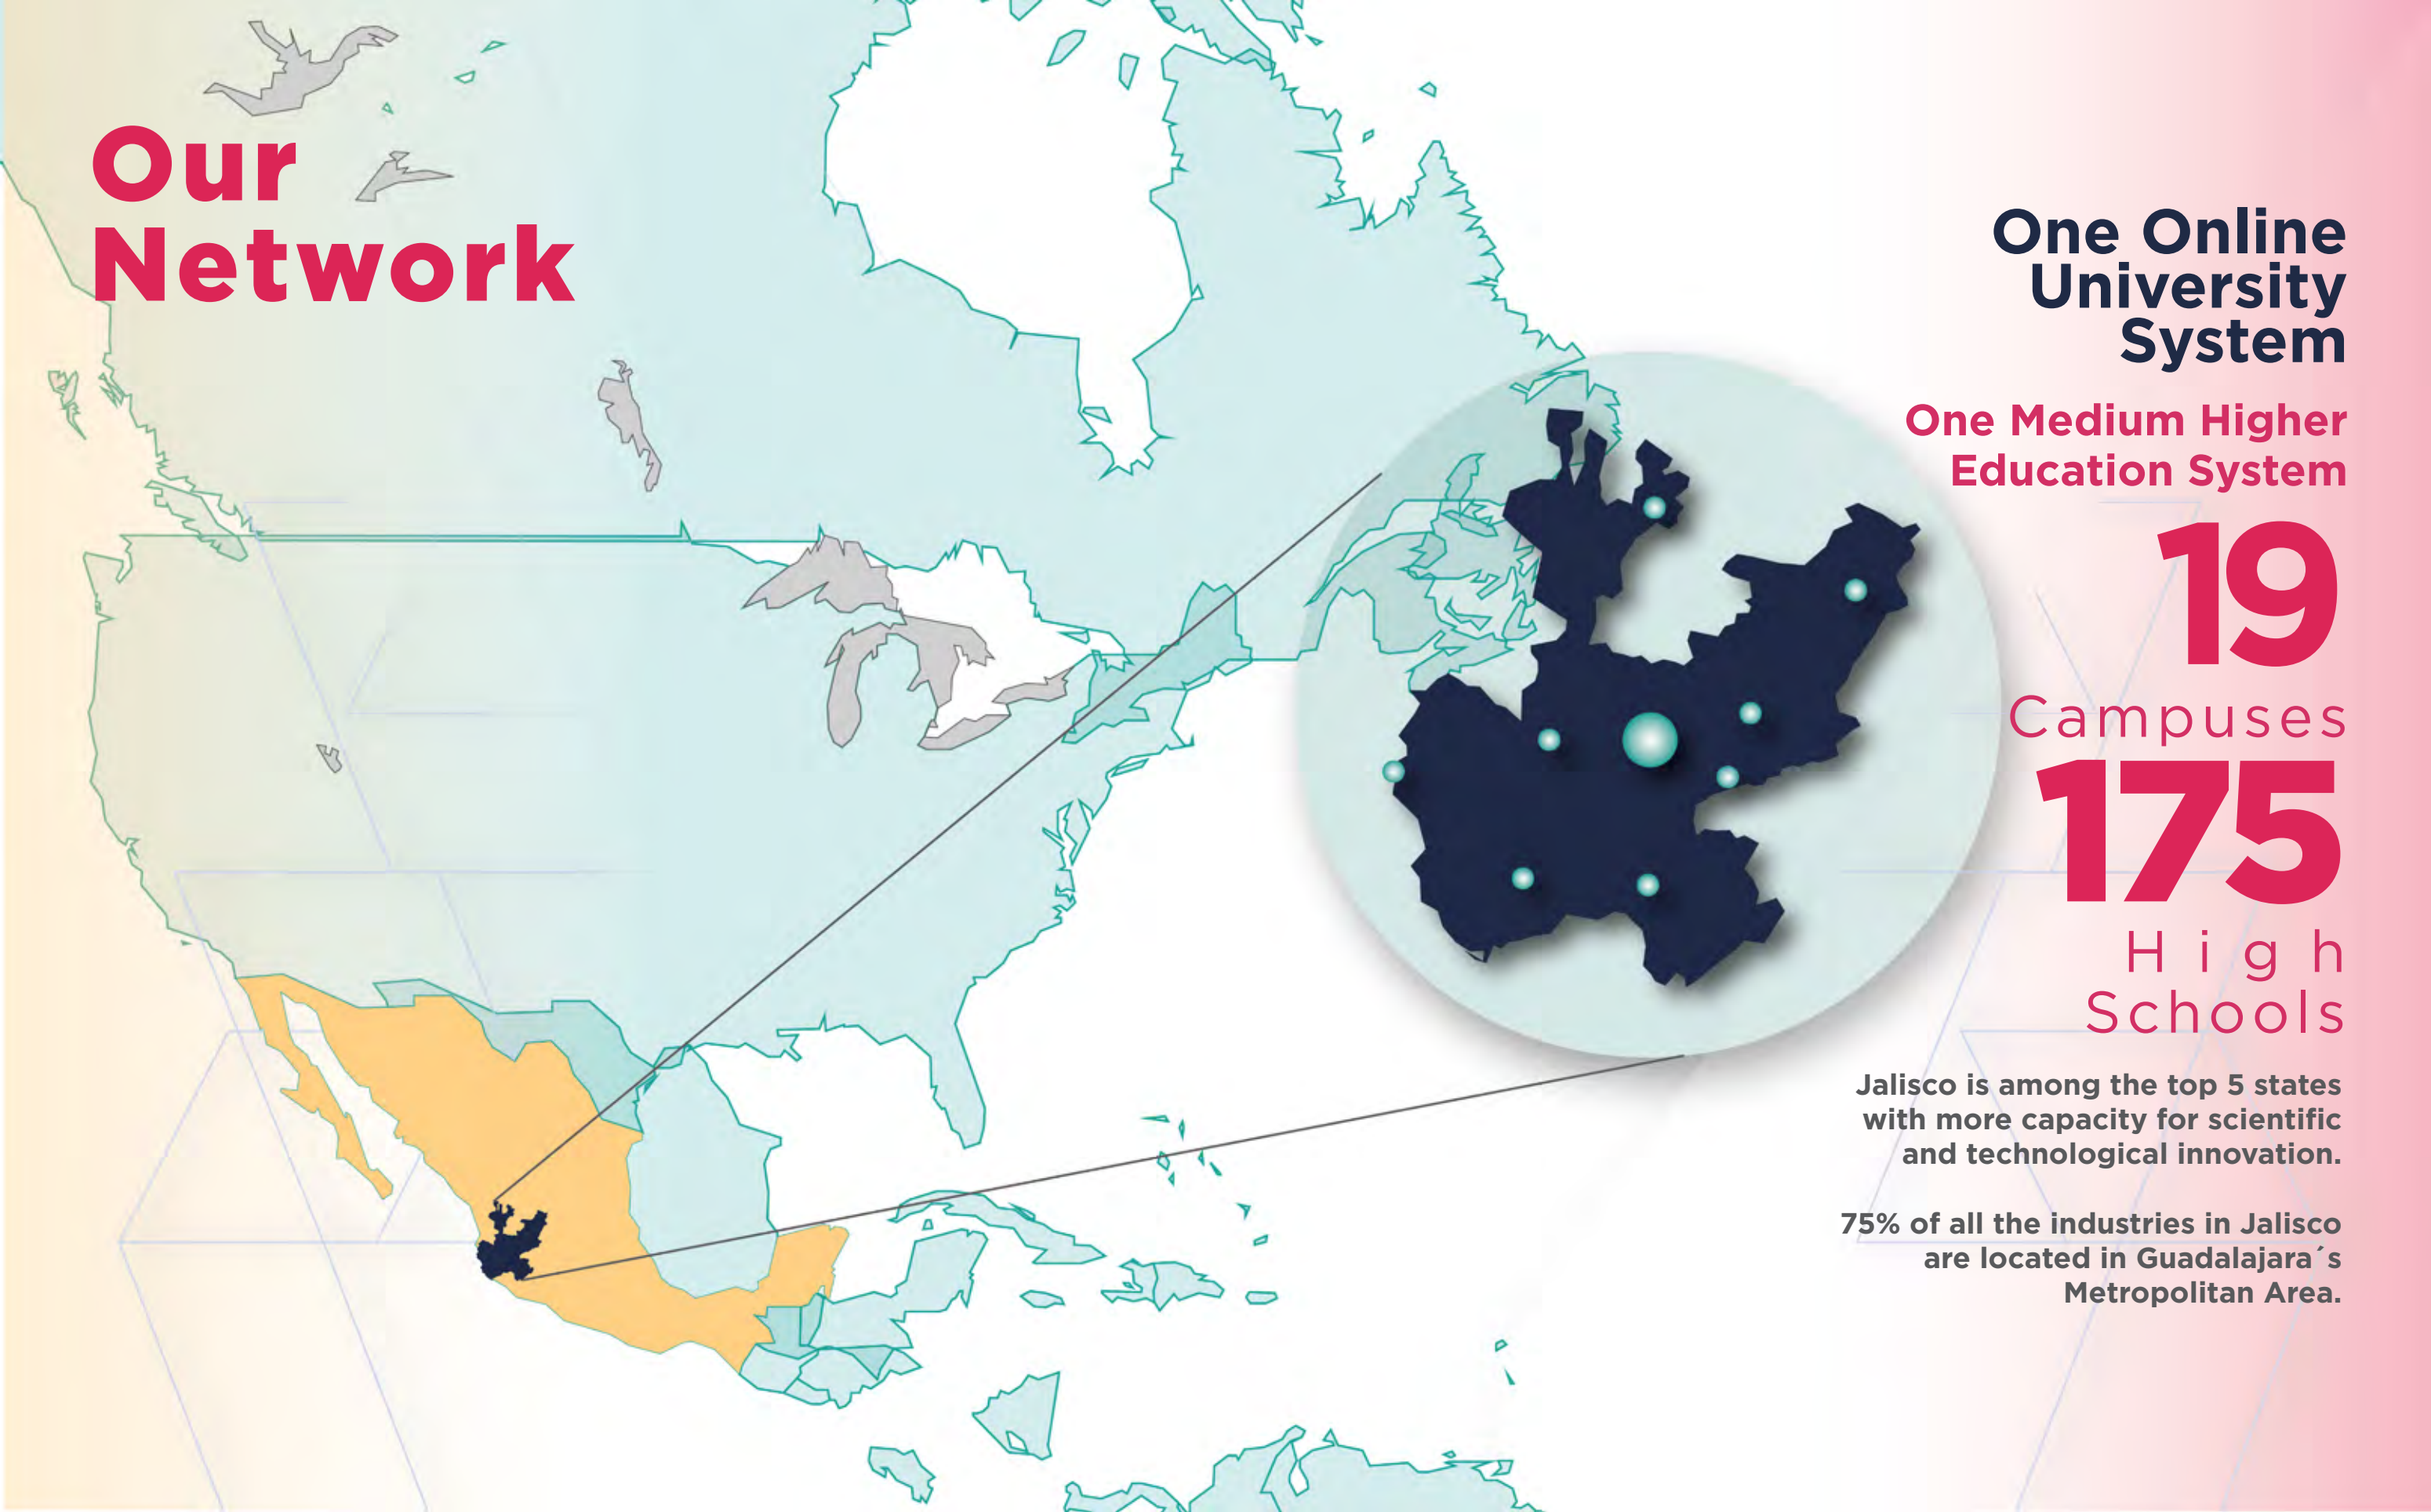 Our
Network
One Online
University
System
One Medium Higher
Education System
19
Campuses
175
High
Schools
Jalisco is among the top 5 states
with more capacity for scientific
and technological innovation.
75% of all the industries in Jalisco
are located in Guadalajara´s
Metropolitan Area.